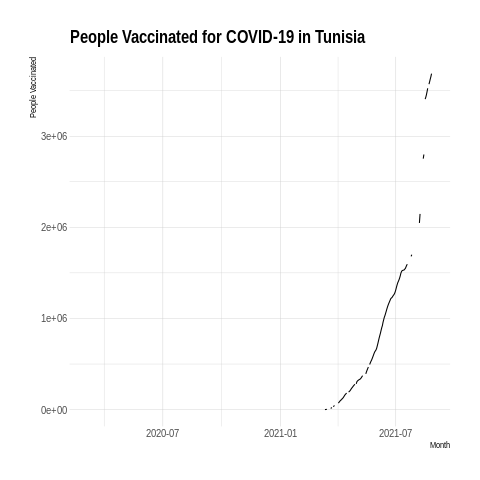 People Vaccinated for COVID-19 in Tunisia
People Vaccinated
3e+06
2e+06
1e+06
0e+00
2020-07 2021-01 2021-07
Month